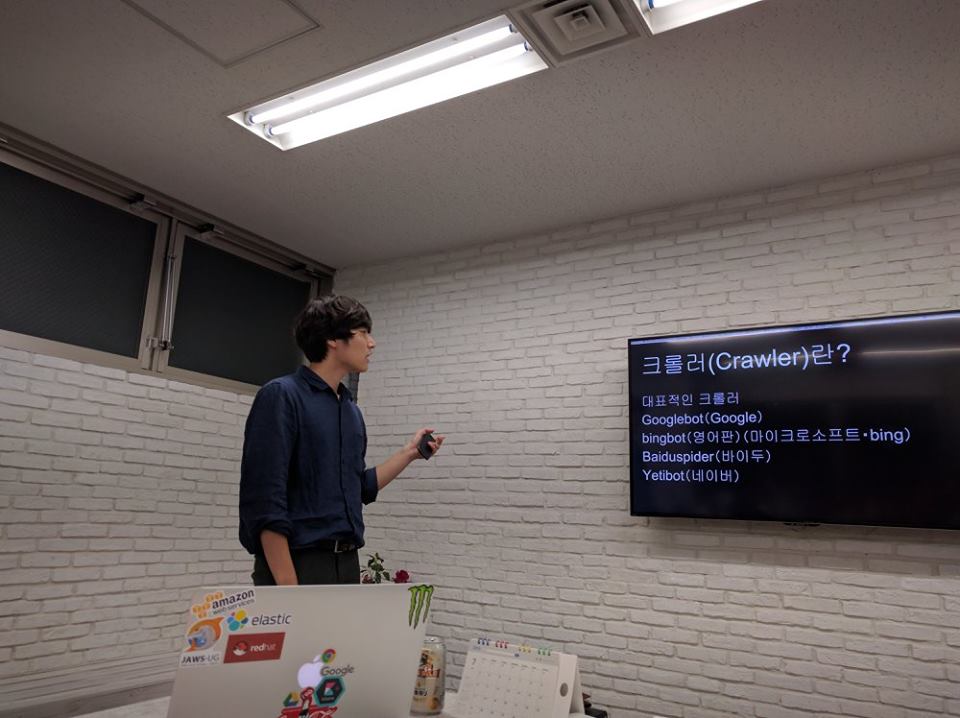 크롤러(Crawler)란?
대표적인 크롤러
Googlebot(Google)
bingbot(영어판)(마이크로소프트・bing)
Baiduspider(바이두)
Yetibot(네이버)
amazon
web services
elastic
JAWS-UG
redhat
Google